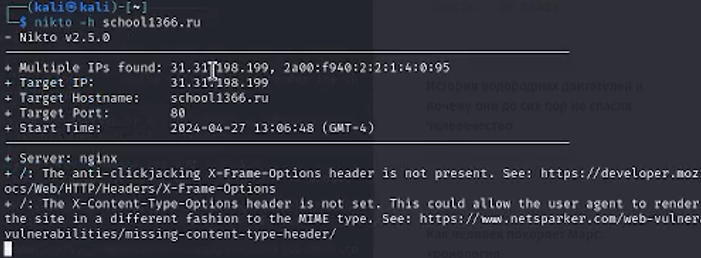 ┌──(kali㉿kali)-[~]
└─$ nikto -h school1366.ru
- Nikto v2.5.0
+ Multiple IPs found: 31.31.198.199, 2a00:f940:2:2:1:4:0:95
+ Target IP: 31.31.198.199
+ Target Hostname: school1366.ru
+ Target Port: 80
+ Start Time: 2024-04-27 13:06:48 (GMT-4)
+ Server: nginx
+ /: The anti-clickjacking X-Frame-Options header is not present. See: https://developer.moz
ocs/Web/HTTP/Headers/X-Frame-Options
+ /: The X-Content-Type-Options header is not set. This could allow the user agent to render
the site in a different fashion to the MIME type. See: https://www.netsparker.com/web-vulner
vulnerabilities/missing-content-type-header/
История водородных двигателей и
почему они до сих пор не спасли
человечество